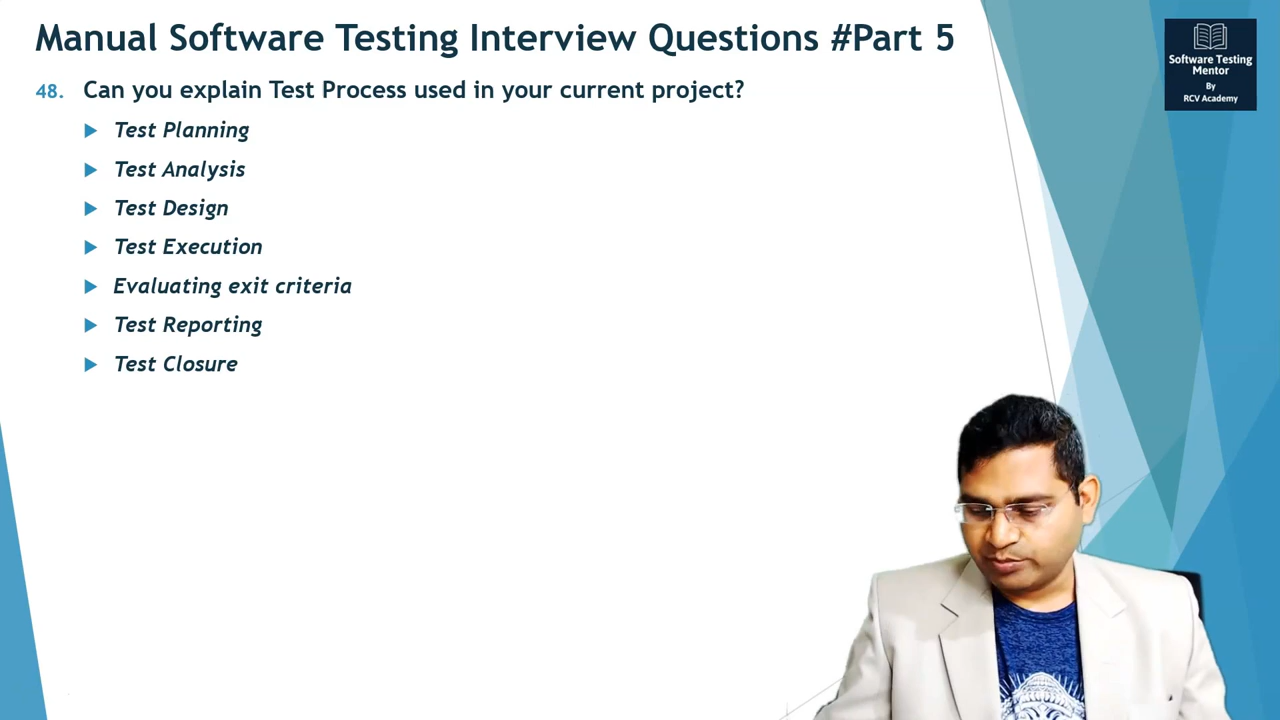 Manual Software Testing Interview Questions #Part 5
Software Testing
Mentor
By
RCV Academy
48. Can you explain Test Process used in your current project?
Test Planning
Test Analysis
Test Design
Test Execution
Evaluating exit criteria
Test Reporting
Test Closure